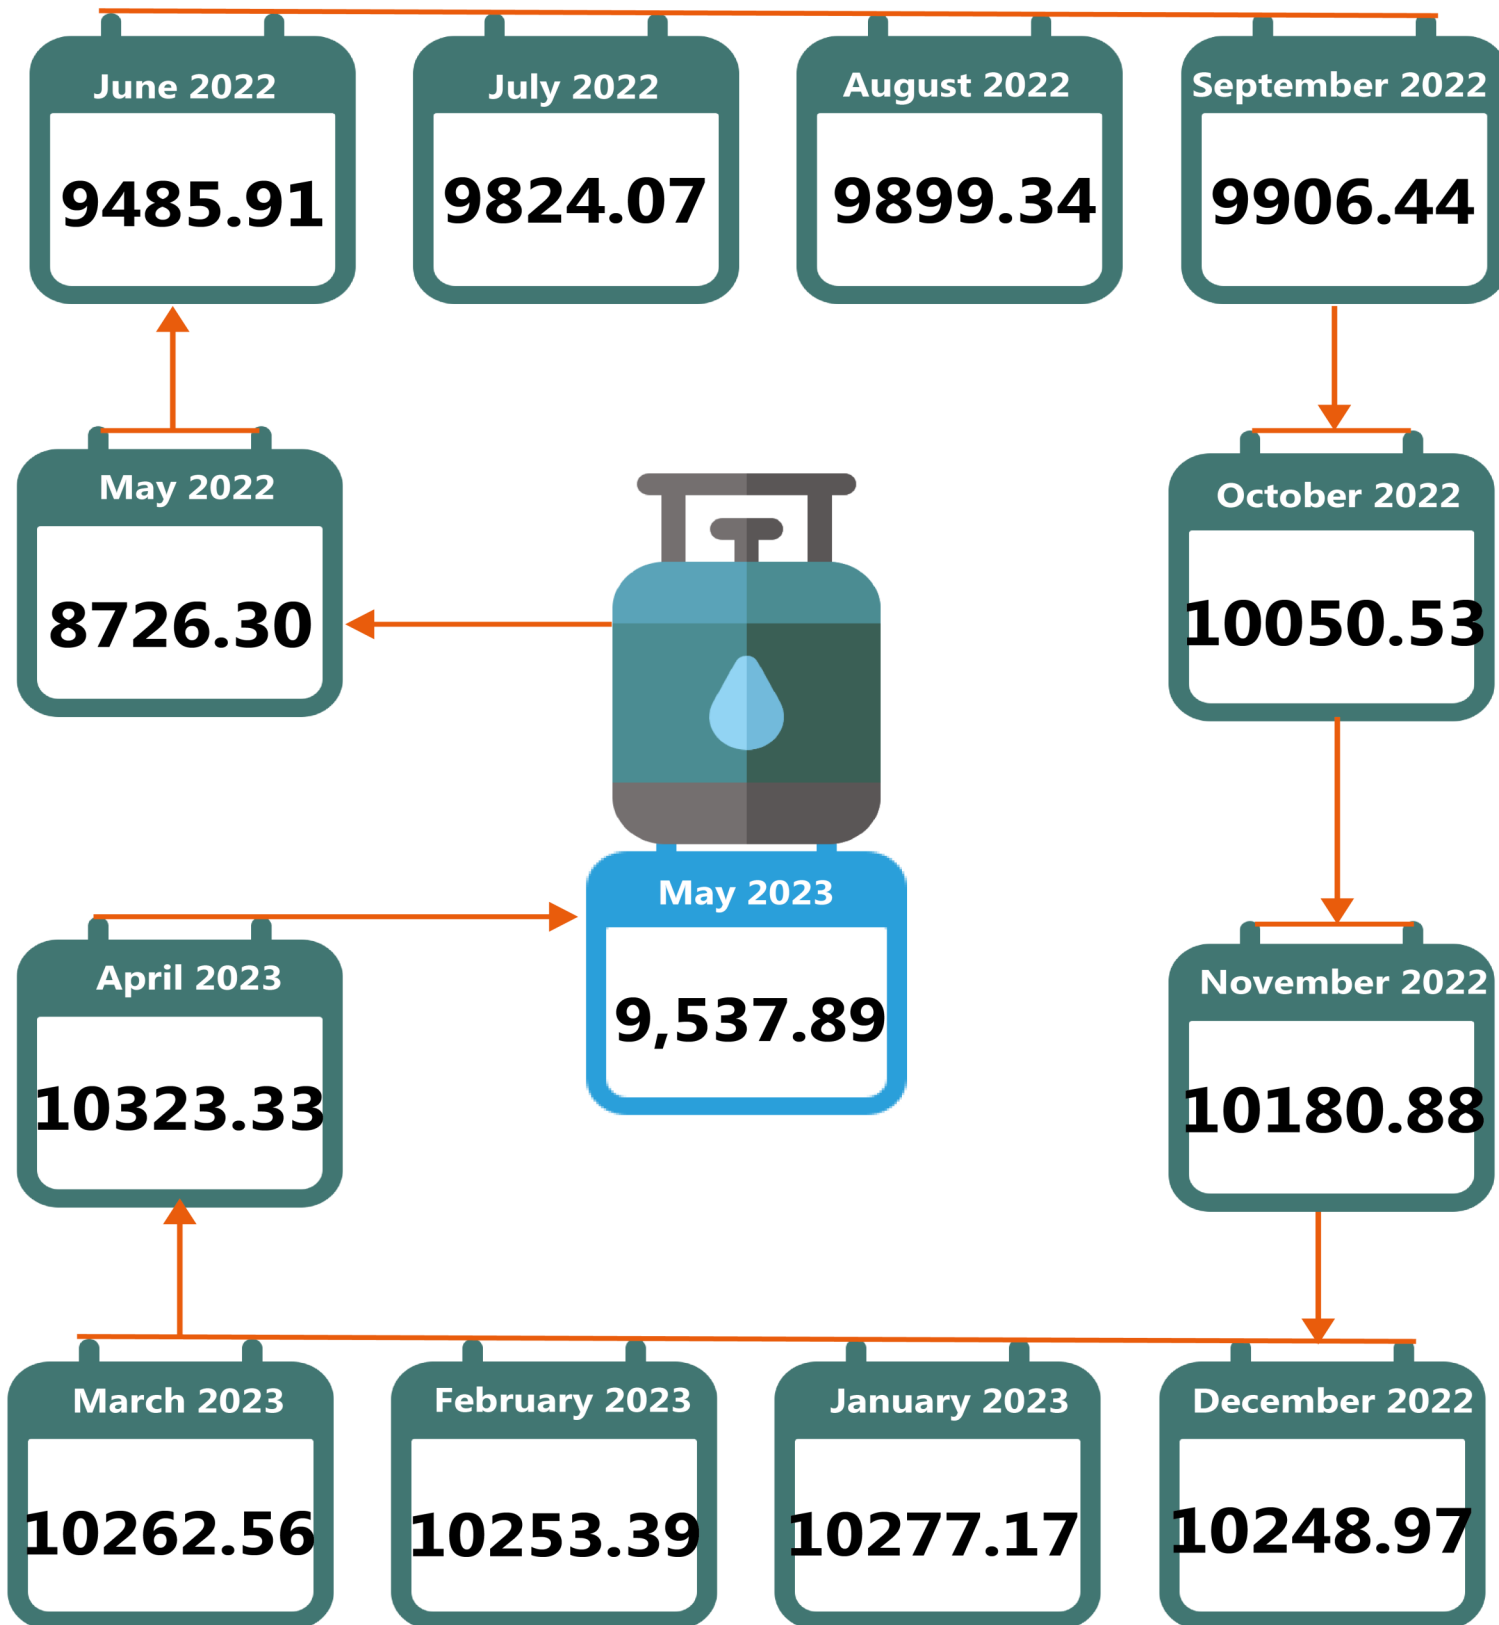 June 2022
9485.91
July 2022
9824.07
August 2022
9899.34
September 2022
9906.44
May 2022
8726.30
October 2022
10050.53
May 2023
9,537.89
April 2023
10323.33
November 2022
10180.88
March 2023
10262.56
February 2023
10253.39
January 2023
10277.17
December 2022
10248.97